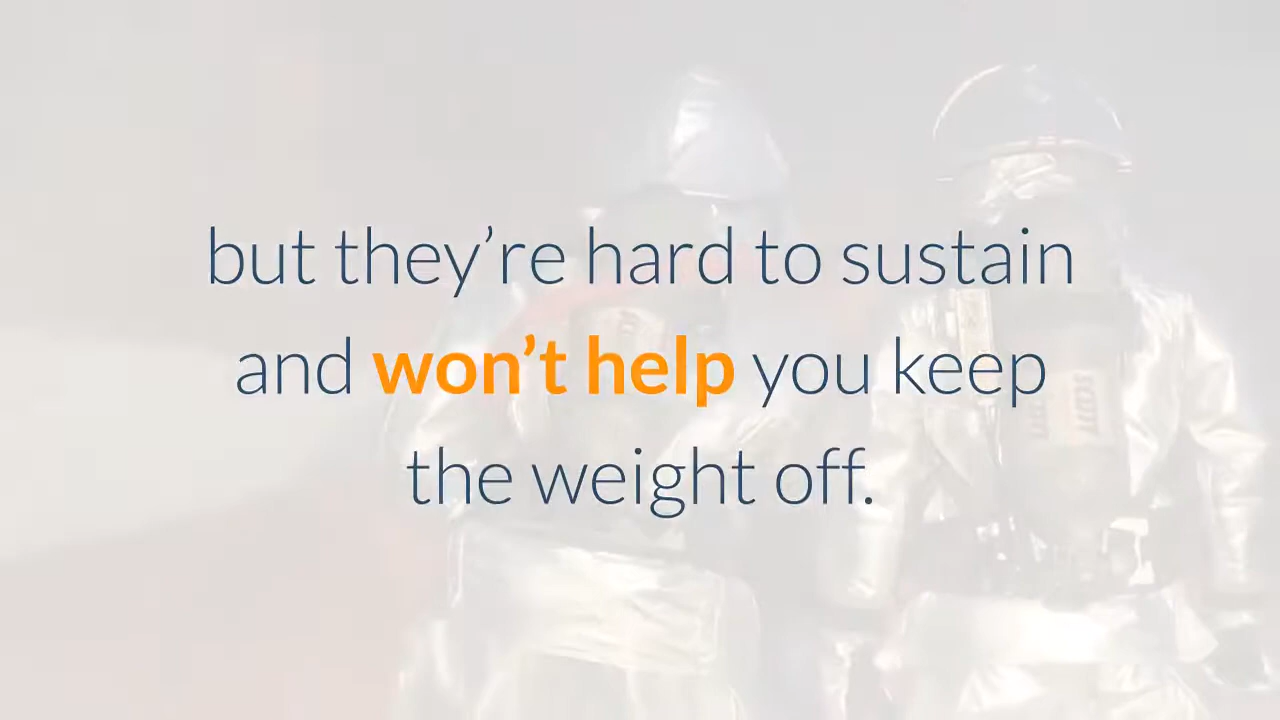 but they’re hard to sustain
and won’t help you keep
the weight off.